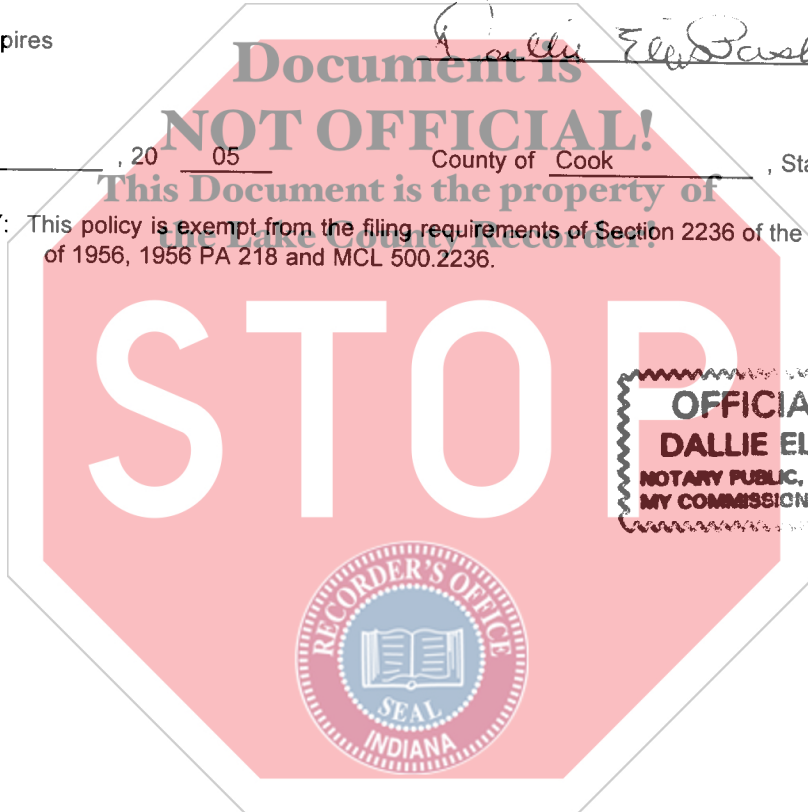 pires
Document is
NOT OFFICIAL!
, 20 05 County of Cook , Sta
This Document is the property of
: This policy is exempt from the filing requirements of Section 2236 of the
the Lake County Recorder!
of 1956, 1956 PA 218 and MCL 500.2236.
STOP
OFFICIA
DALLIE EL
NOTARY PUBLIC,
MY COMMISSION
RECORDER'S OFFICE
SEAL
INDIANA